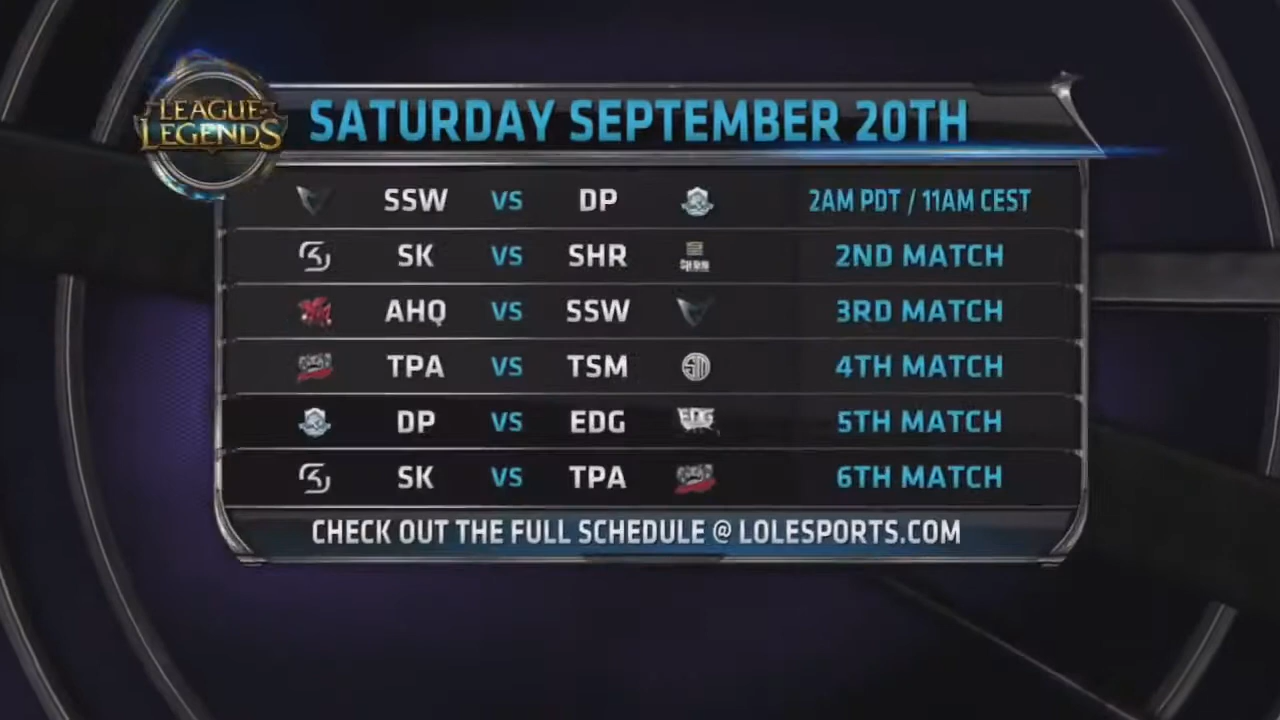 LEAGUE OF LEGENDS
SATURDAY SEPTEMBER 20TH
SSW VS DP 2AM PDT / 11AM CEST
SK VS SHR 2ND MATCH
AHQ VS SSW 3RD MATCH
TPA VS TSM 4TH MATCH
DP VS EDG EDG 5TH MATCH
SK VS TPA 6TH MATCH
CHECK OUT THE FULL SCHEDULE @ LOLESPORTS.COM